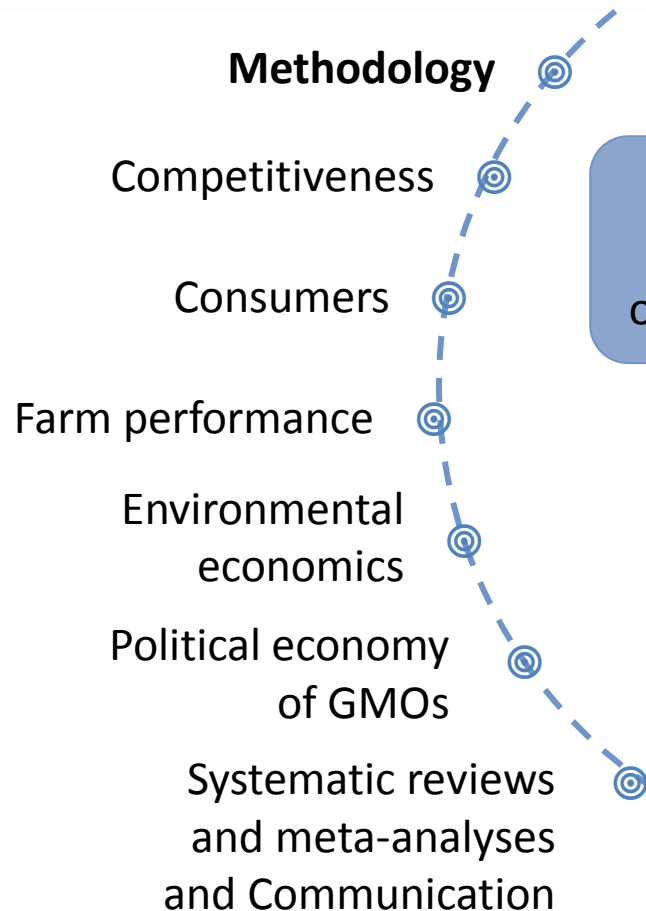 Methodology
Competitiveness
Consumers
Farm performance
Environmental
economics
Political economy
of GMOs
Systematic reviews
and meta-analyses
and Communication